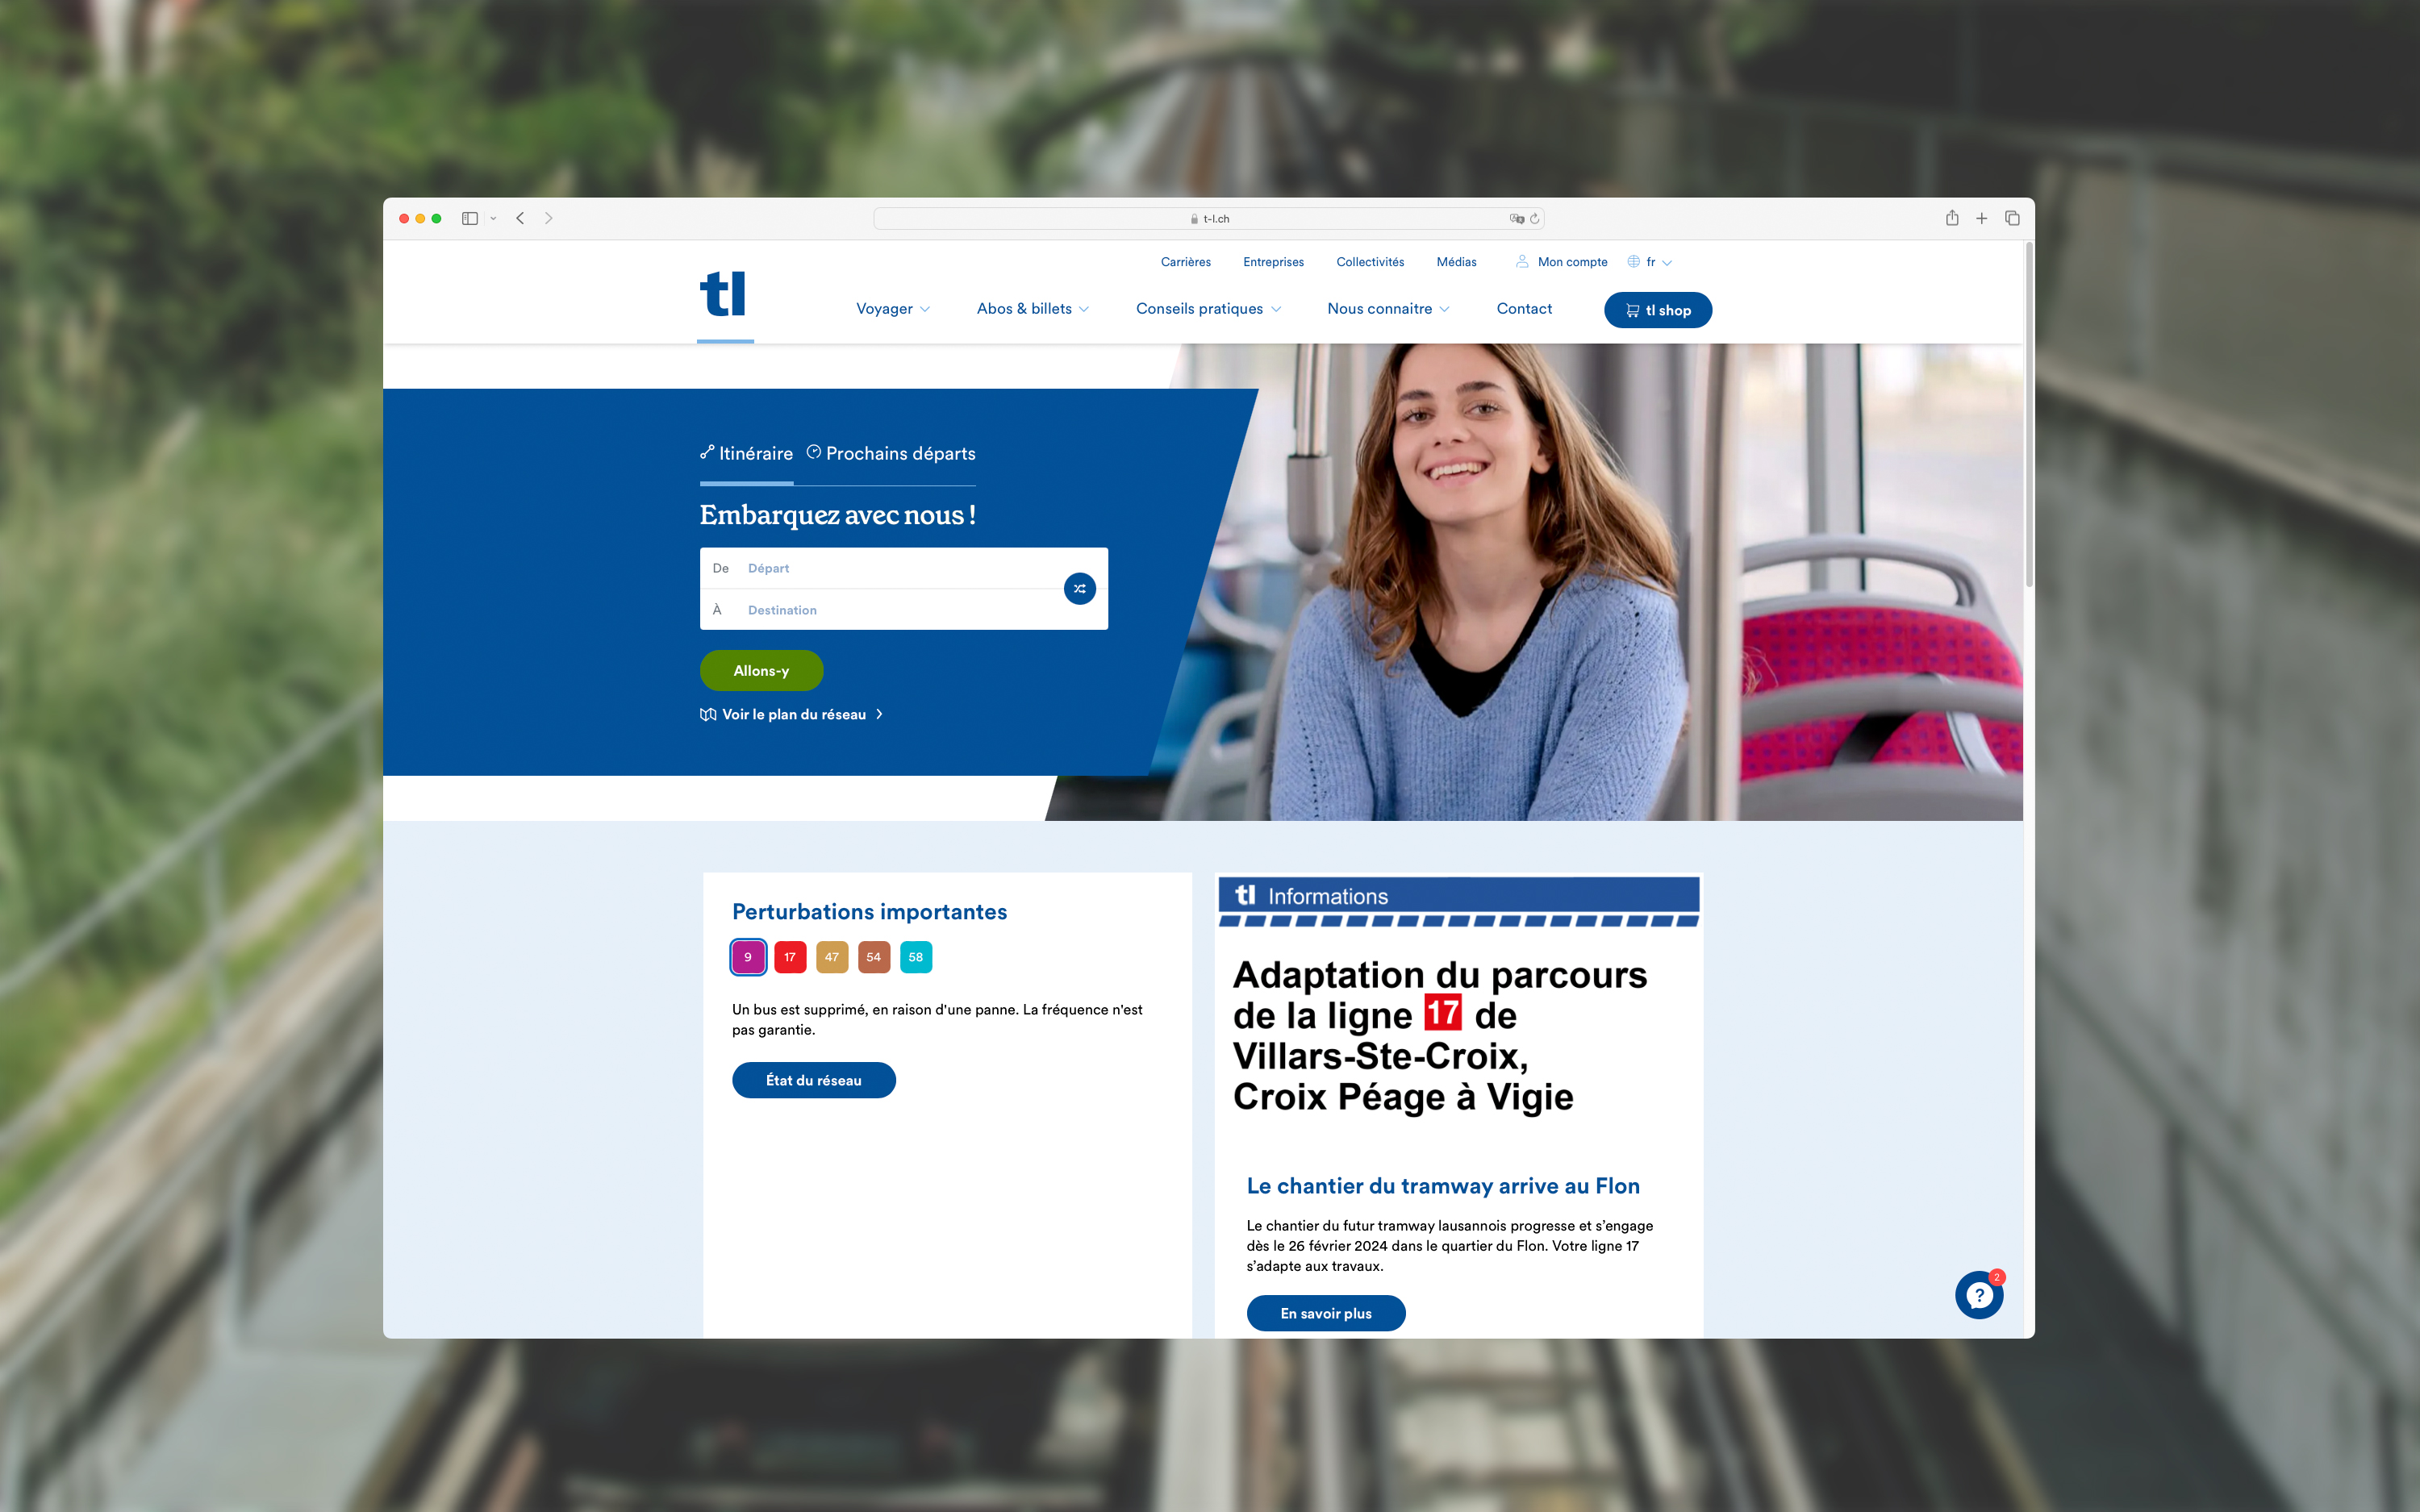 t-l.ch
Carrières Entreprises Collectivités Médias Mon compte fr
tl
Voyager Abos & billets Conseils pratiques Nous connaitre Contact tl shop
Itinéraire Prochains départs
Embarquez avec nous !
De Départ
À Destination
Allons-y
Voir le plan du réseau
Perturbations importantes
9 17 47 54 58
Un bus est supprimé, en raison d'une panne. La fréquence n'est
pas garantie.
État du réseau
tl Informations
Adaptation du parcours
de la ligne 17 de
Villars-Ste-Croix,
Croix Péage à Vigie
Le chantier du tramway arrive au Flon
Le chantier du futur tramway lausannois progresse et s’engage
dès le 26 février 2024 dans le quartier du Flon. Votre ligne 17
s’adapte aux travaux.
En savoir plus
2
?